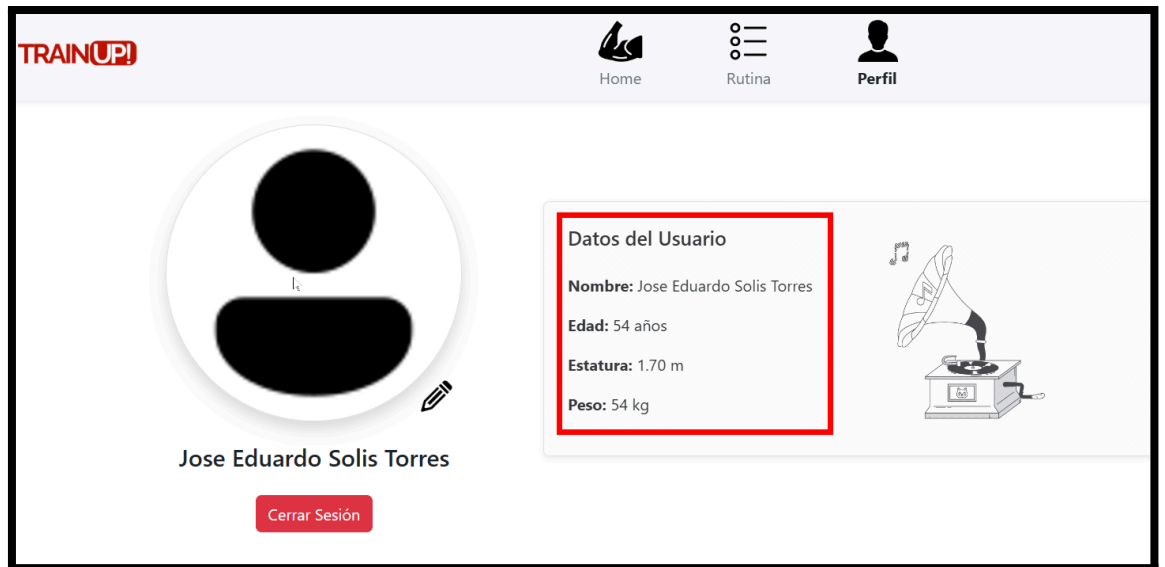 TRAINUP!
Home
Rutina
Perfil
Datos del Usuario
Nombre: Jose Eduardo Solis Torres
Edad: 54 años
Estatura: 1.70 m
Peso: 54 kg
Jose Eduardo Solis Torres
Cerrar Sesión